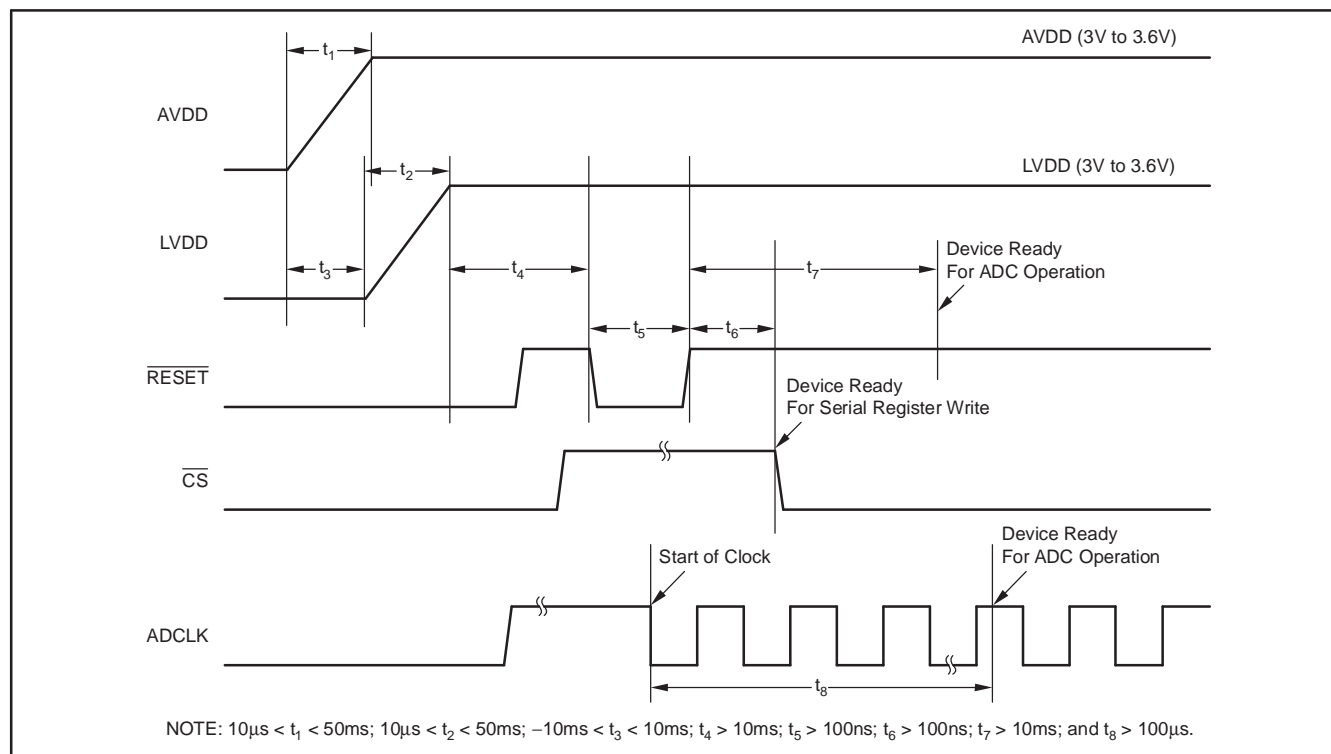 t1
AVDD (3V to 3.6V)
AVDD
t2
LVDD (3V to 3.6V)
LVDD
t3
t4
t7
Device Ready
For ADC Operation
t5
t6
RESET
Device Ready
For Serial Register Write
CS
Start of Clock
Device Ready
For ADC Operation
ADCLK
t8
NOTE: 10μs < t1 < 50ms; 10μs < t2 < 50ms; −10ms < t3 < 10ms; t4 > 10ms; t5 > 100ns; t6 > 100ns; t7 > 10ms; and t8 > 100μs.